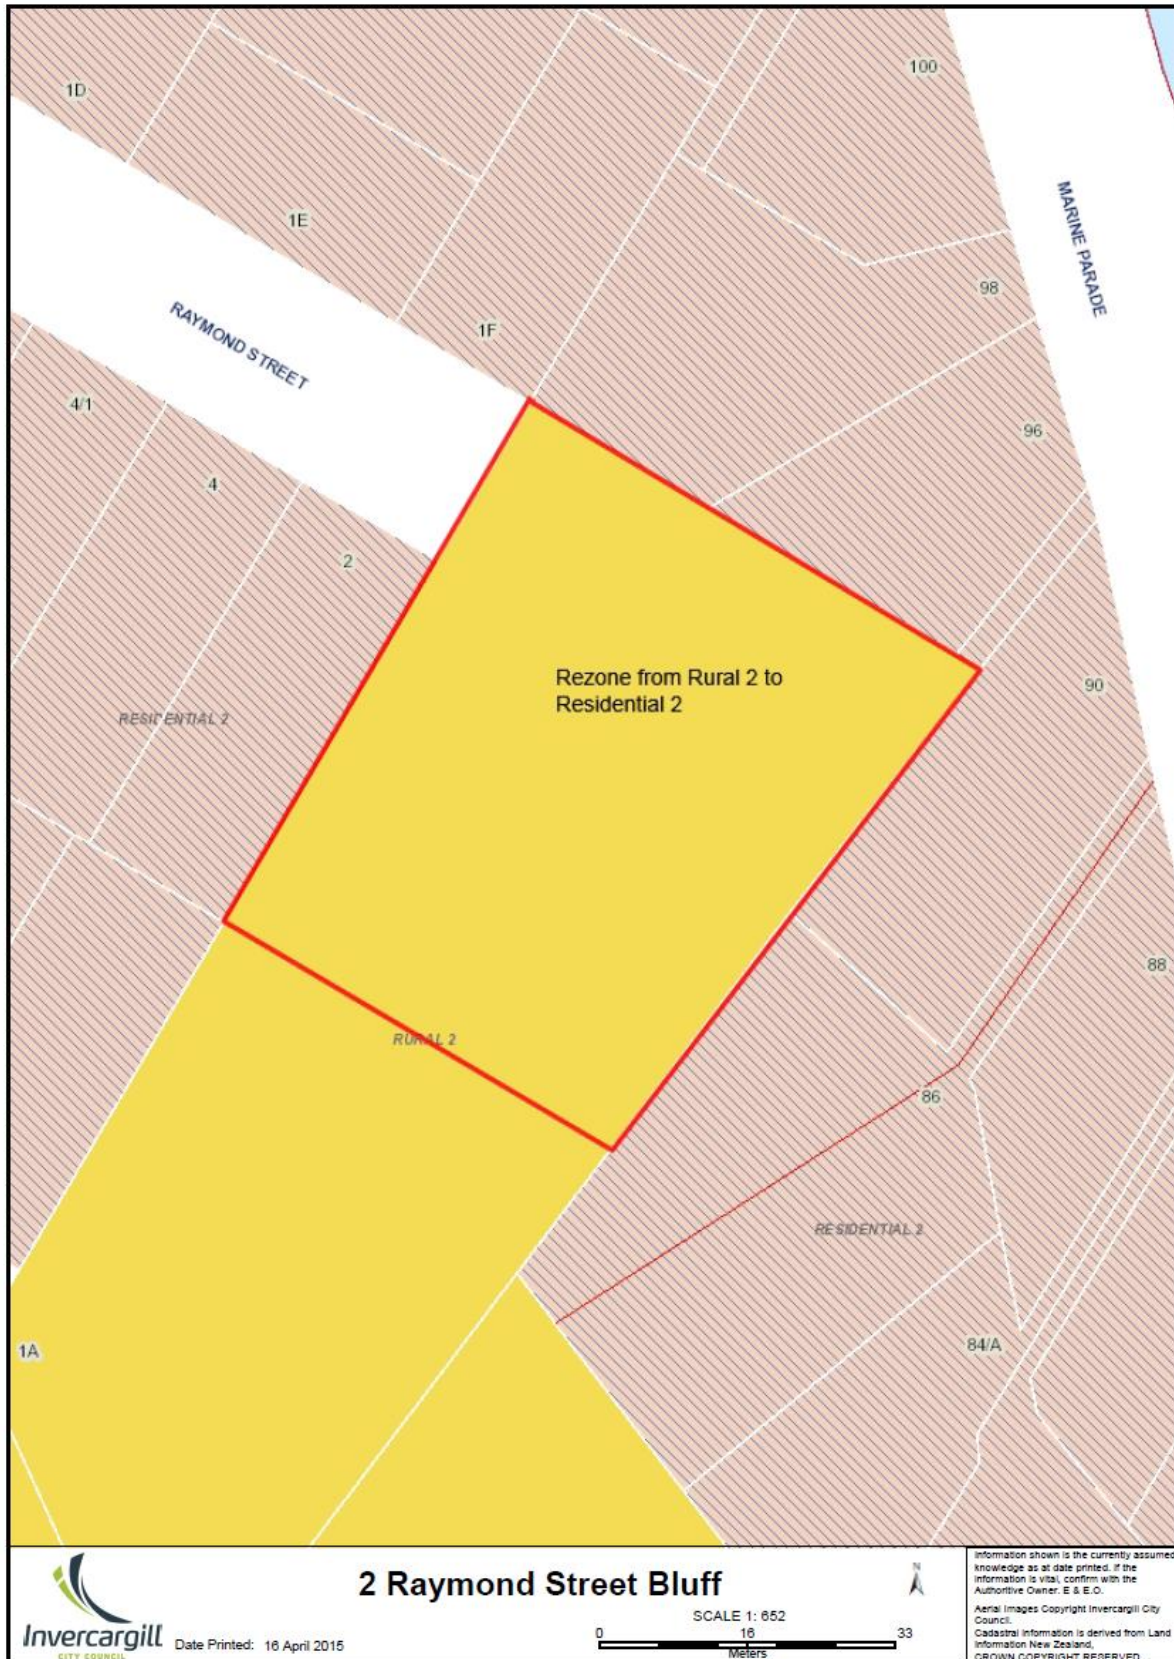 100
1D
MARINE PARADE
1E
98
RAYMOND STREET
1F
4/1
96
4
2
Rezone from Rural 2 to
Residential 2
90
RESIDENTIAL 2
88
RURAL 2
86
RESIDENTIAL 2
84/A
1A
2 Raymond Street Bluff
N
SCALE 1: 652
0 16 33
Meters
Invercargill
CITY COUNCIL
Date Printed: 16 April 2015
Information shown is the currently assumed
knowledge as at date printed. If the
information is vital, confirm with the
Authoritive Owner. E & E.O.
Aerial Images Copyright Invercargill City
Council.
Cadastral Information is derived from Land
Information New Zealand,
CROWN COPYRIGHT RESERVED